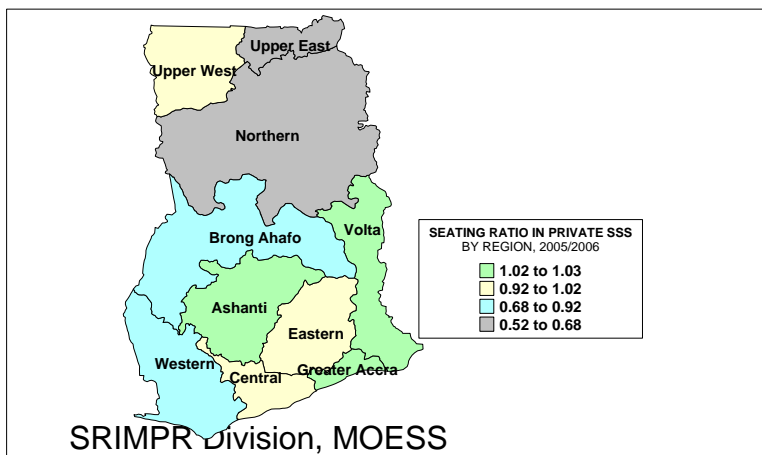 Upper East
Upper West
Northern
Volta
Brong Ahafo
Ashanti
Eastern
Western
Central
Greater Accra
SEATING RATIO IN PRIVATE SSS
BY REGION, 2005/2006
1.02 to 1.03
0.92 to 1.02
0.68 to 0.92
0.52 to 0.68
SRIMPR Division, MOESS